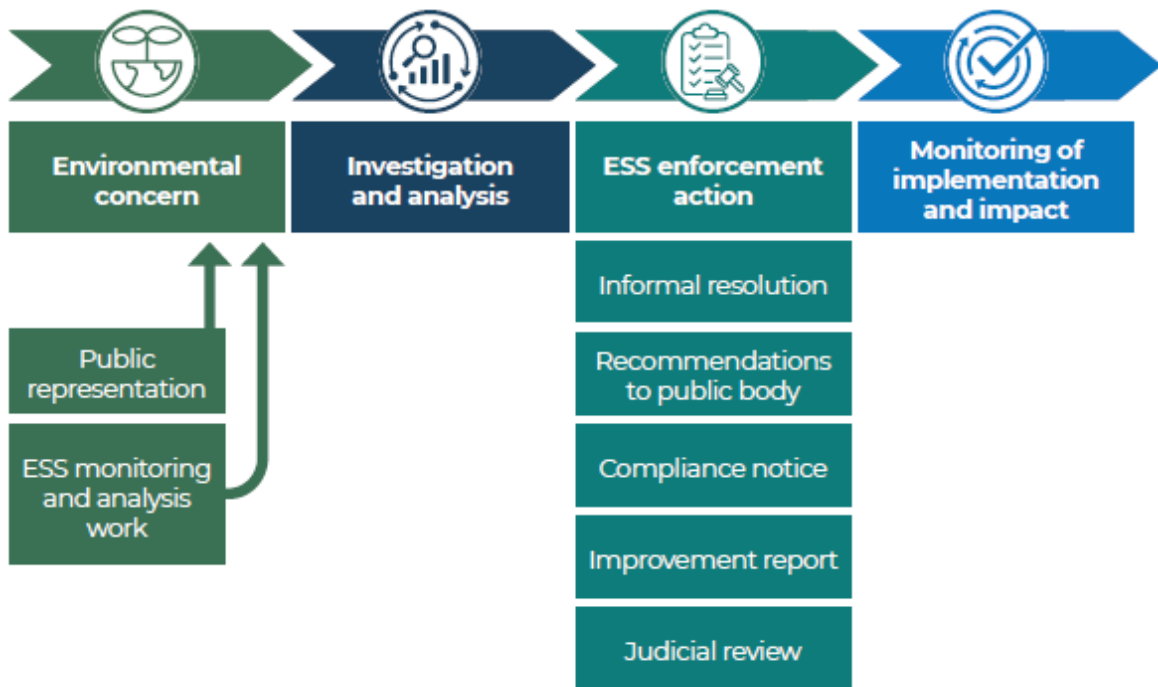 Environmental
concern
Investigation
and analysis
ESS enforcement
action
Monitoring of
implementation
and impact
Public
representation
ESS monitoring
and analysis
work
Informal resolution
Recommendations
to public body
Compliance notice
Improvement report
Judicial review